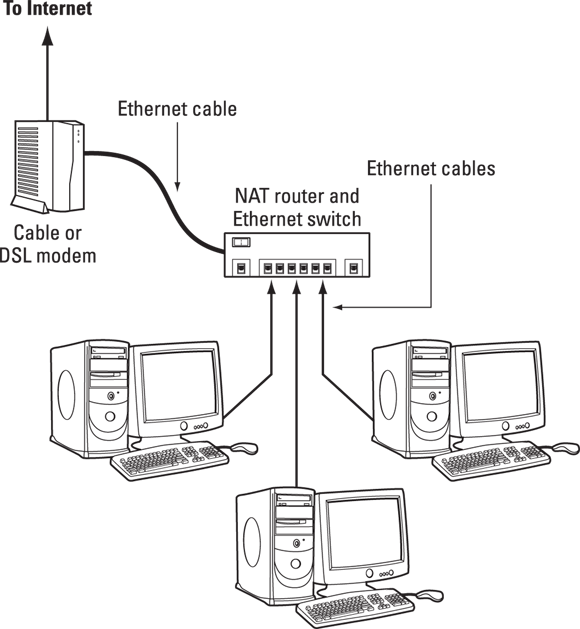 To Internet
Ethernet cable
Ethernet cables
NAT router and
Ethernet switch
Cable or
DSL modem